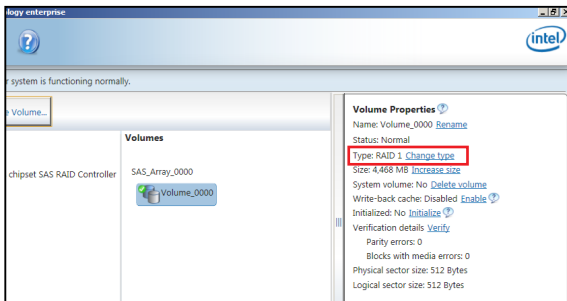 ology enterprise
intel
r system is functioning normally.
e Volume...
Volumes
chipset SAS RAID Controller
SAS_Array_0000
Volume_0000
Volume Properties
Name: Volume_0000 Rename
Status: Normal
Type: RAID 1 Change type
Size: 4,468 MB Increase size
System volume: No Delete volume
Write-back cache: Disabled Enable
Initialized: No Initialize
Verification details Verify
Parity errors: 0
Blocks with media errors: 0
Physical sector size: 512 Bytes
Logical sector size: 512 Bytes